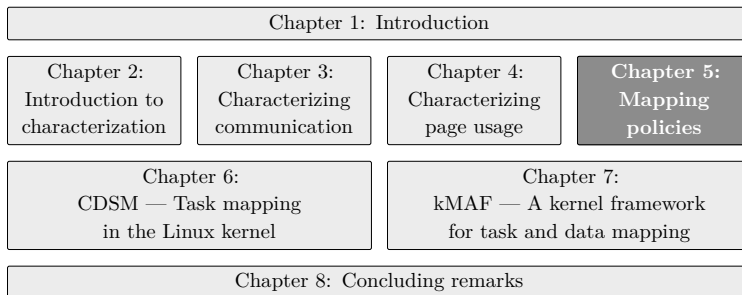 Chapter 1: Introduction
Chapter 2:
Introduction to
characterization
Chapter 3:
Characterizing
communication
Chapter 4:
Characterizing
page usage
Chapter 5:
Mapping
policies
Chapter 6:
CDSM — Task mapping
in the Linux kernel
Chapter 7:
kMAF — A kernel framework
for task and data mapping
Chapter 8: Concluding remarks